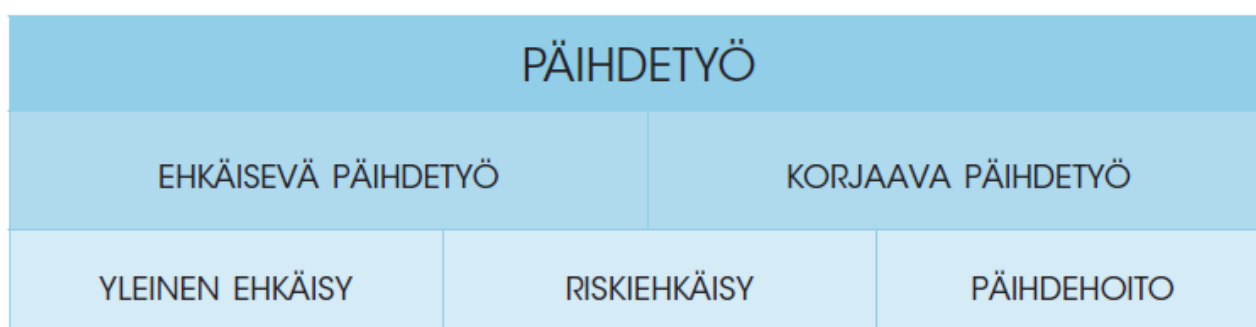 PÄIHDETYÖ
EHKÄISEVÄ PÄIHDETYÖ
KORJAAVA PÄIHDETYÖ
YLEINEN EHKÄISY
RISKIEHKÄISY
PÄIHDEHOITO